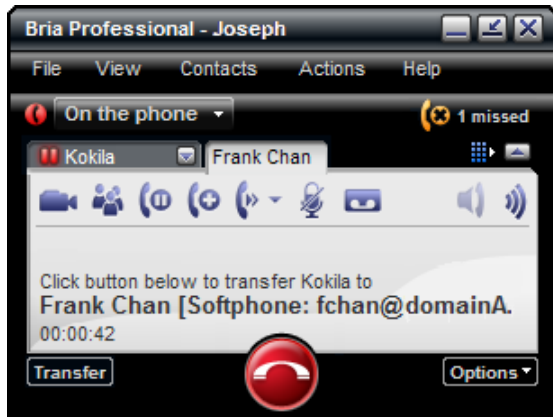 Bria Professional - Joseph
File View Contacts Actions Help
On the phone 1 missed
Kokila Frank Chan
Click button below to transfer Kokila to
Frank Chan [Softphone: fchan@domainA.
00:00:42
Transfer Options